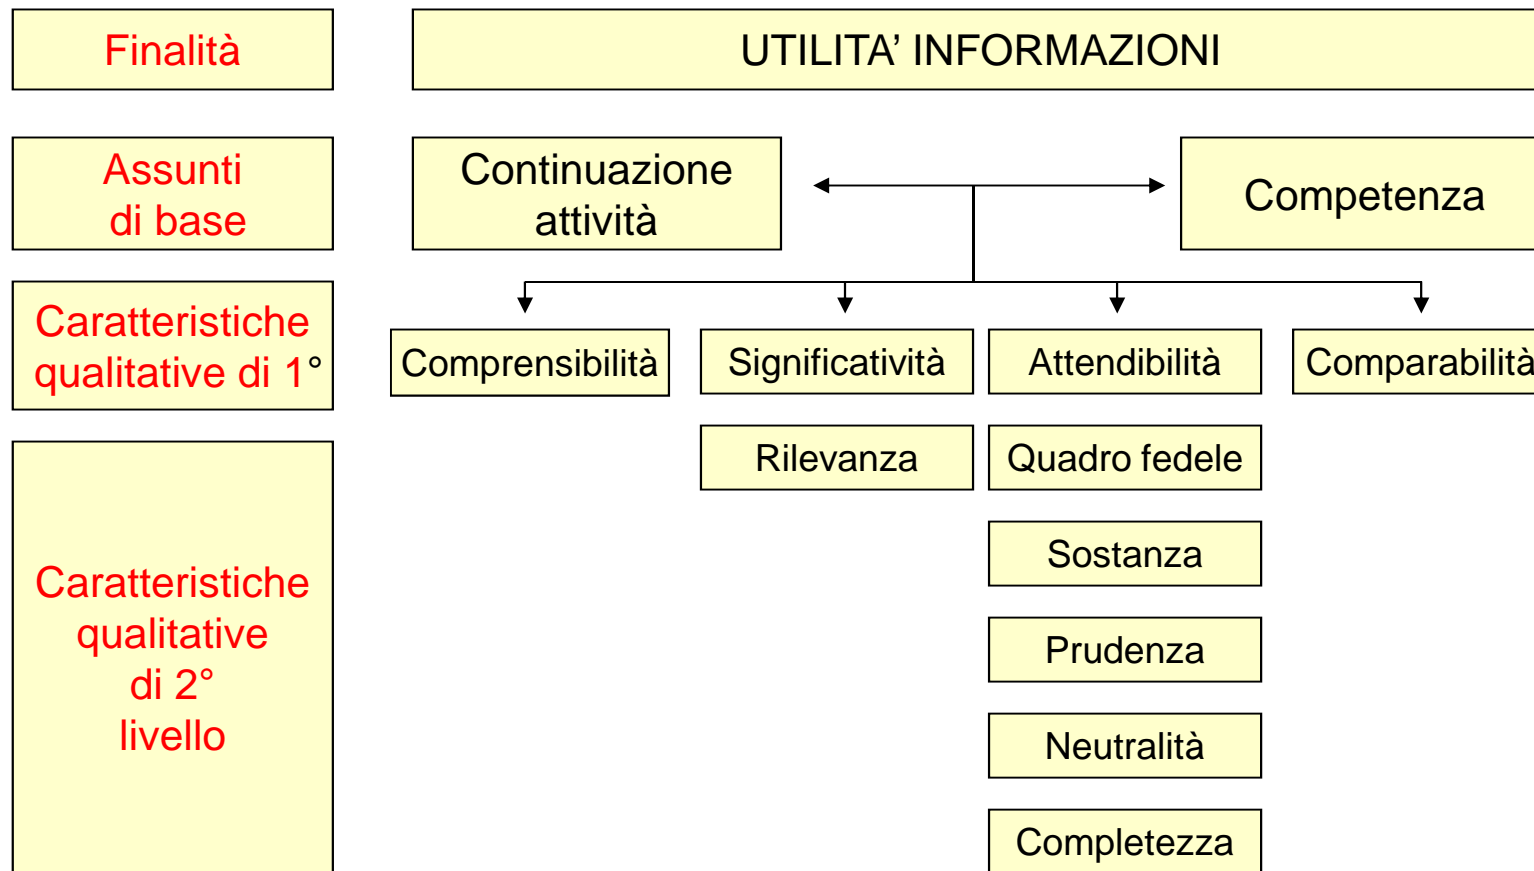 Finalità
UTILITA’ INFORMAZIONI
Assunti
di base
Continuazione
attività
Competenza
Caratteristiche
qualitative di 1°
Comprensibilità
Significatività
Attendibilità
Comparabilità
Caratteristiche
qualitative
di 2°
livello
Rilevanza
Quadro fedele
Sostanza
Prudenza
Neutralità
Completezza